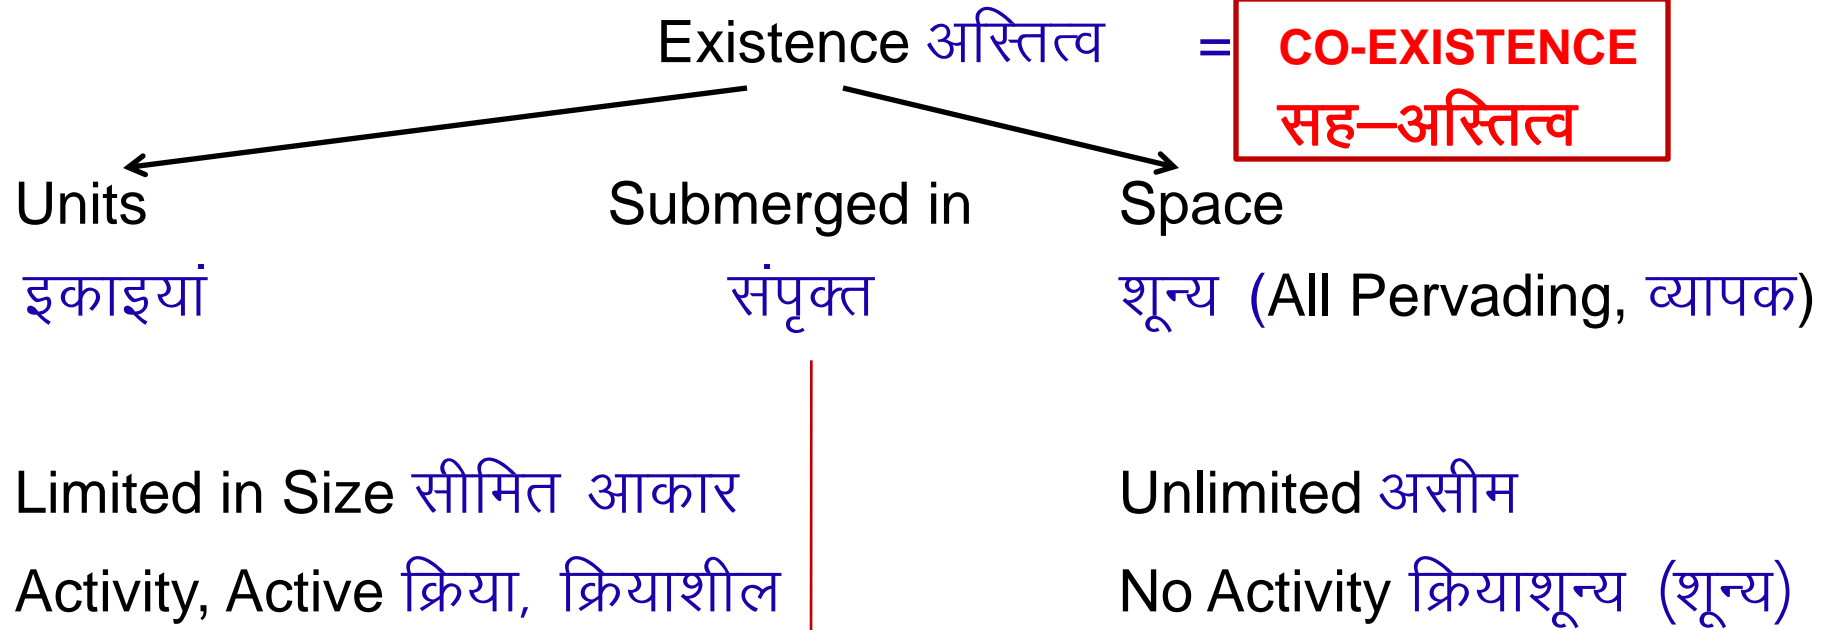 Existence अस्तित्व = CO-EXISTENCE
सह–अस्तित्व
Units Submerged in Space
इकाइयां संपृक्त शून्य (All Pervading, व्यापक)
Limited in Size सीमित आकार Unlimited असीम
Activity, Active क्रिया, क्रियाशील No Activity क्रियाशून्य (शून्य)